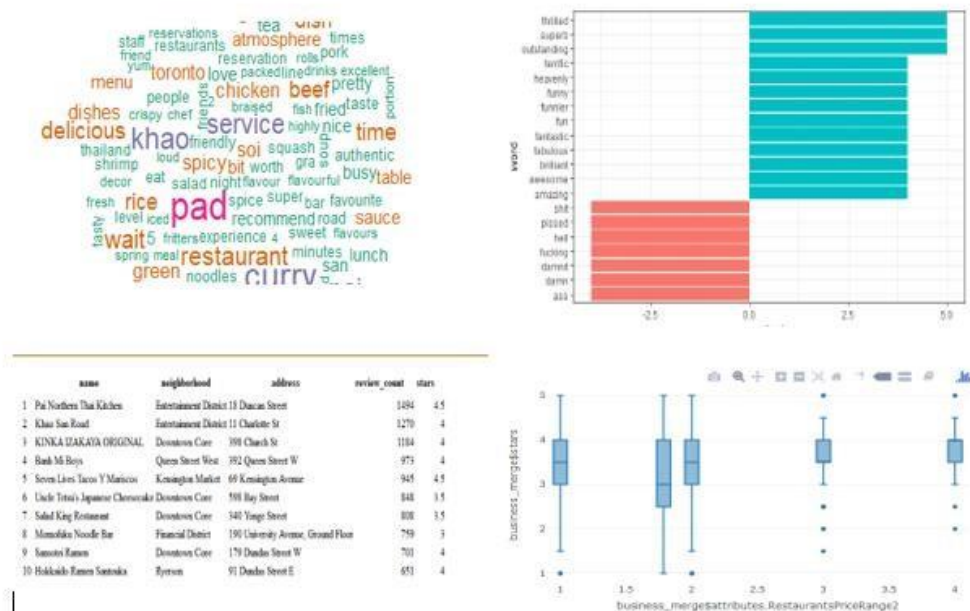 dish
tea
reservations
staff restaurants atmosphere times
friend reservation rolls pork
yum toronto love packed line drinks excellent
menu chicken beef pretty
people friends 2 braised portion
dishes crispy chef fish fried taste
delicious khao service highly nice time
thailand friendly soi squash soup authentic
shrimp loud spicy bit worth gra busy
decor eat salad night flavour flavourful table
fresh rice pad spice super bar favourite
tasty level iced recommend road sauce
wait 5 fritters experience 4 sweet flavours
spring meal restaurant minutes lunch
green noodles curry san
thrilled
superb
outstanding
terrific
heavenly
funny
funnier
fun
fantastic
fabulous
brilliant
awesome
amazing
shit
pissed
hell
fucking
damnit
damn
ass
word
-2.5 0.0 2.5 5.0
name neighborhood address review_count stars
1 Pai Northern Thai Kitchen Entertainment District 18 Duncan Street 1494 4.5
2 Khao San Road Entertainment District 11 Charlotte St 1270 4
3 KINKA IZAKAYA ORIGINAL Downtown Core 398 Church St 1184 4
4 Banh Mi Boys Queen Street West 392 Queen Street W 973 4
5 Seven Lives Tacos Y Mariscos Kensington Market 69 Kensington Avenue 945 4.5
6 Uncle Tetsu's Japanese Cheesecake Downtown Core 598 Bay Street 848 3.5
7 Salad King Restaurant Downtown Core 340 Yonge Street 808 3.5
8 Momofuku Noodle Bar Financial District 190 University Avenue, Ground Floor 759 3
9 Sansotei Ramen Downtown Core 179 Dundas Street W 701 4
10 Hokkaido Ramen Santouka Ryerson 91 Dundas Street E 651 4
business_merge$stars
5
4
3
2
1
1 1.5 2 2.5 3 3.5 4
business_merge$attributes.RestaurantsPriceRange2